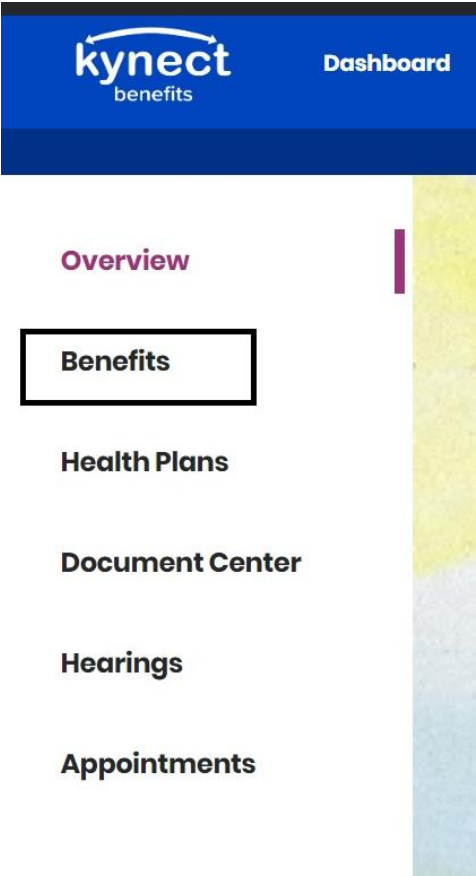 kynect
benefits
Dashboard
Overview
Benefits
Health Plans
Document Center
Hearings
Appointments